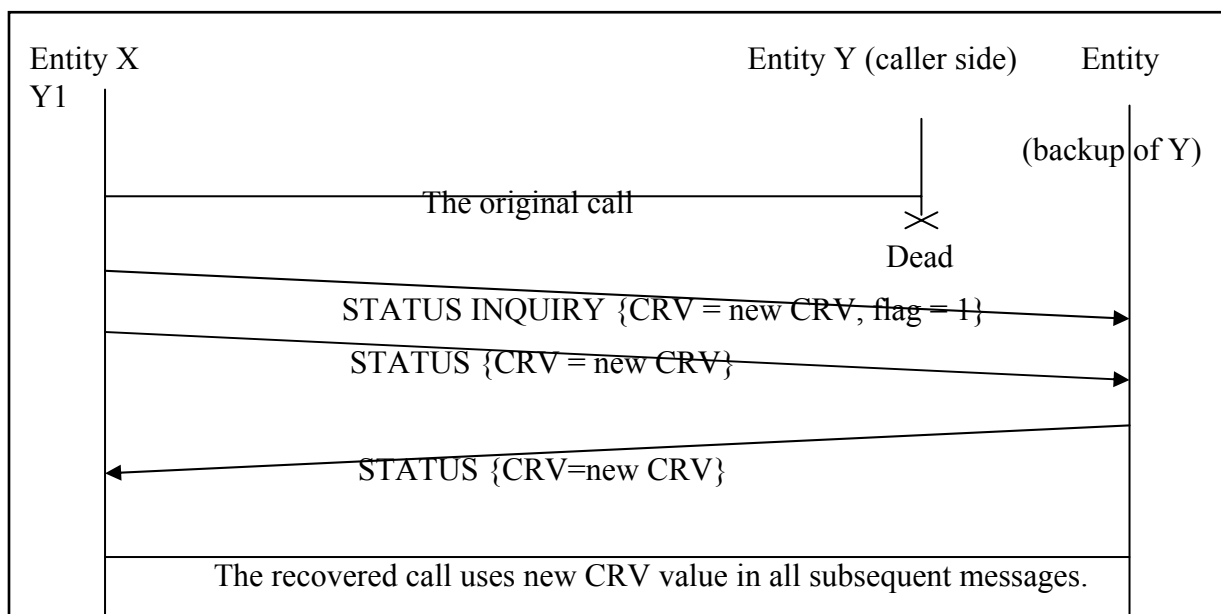 Entity X Entity Y (caller side) Entity
Y1
(backup of Y)
The original call
Dead
STATUS INQUIRY {CRV = new CRV, flag = 1}
STATUS {CRV = new CRV}
STATUS {CRV=new CRV}
The recovered call uses new CRV value in all subsequent messages.